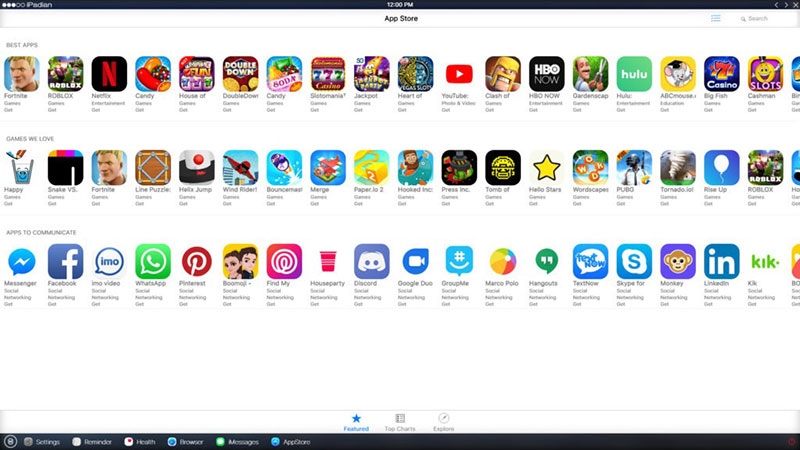 iPadian 12:00 PM
App Store Search
BEST APPS
Fortnite ROBLOX Netflix Candy House of DoubleDown Candy Slotomania™ Jackpot Heart of YouTube: Clash of HBO NOW Gardenscap Hulu: ABCmouse.c Big Fish Cashman Bin
Games Games Entertainment Games Games Games Games Games Games Games Photo & Video Games Entertainment Games Entertainment Education Games Games
Get Get Get Get Get Get Get Get Get Get Get Get Get Get Get Get Get Get
GAMES WE LOVE
Happy Snake VS. Fortnite Line Puzzle: Helix Jump Wind Rider! Bouncemast Merge Paper.io 2 Hooked Inc: Press Inc. Tomb of Hello Stars Wordscapes PUBG Tornado.io! Rise Up ROBLOX Ho
Games Games Games Games Games Games Games Games Games Games Games Games Games Games Games Games Games Games
Get Get Get Get Get Get Get Get Get Get Get Get Get Get Get Get Get Get
APPS TO COMMUNICATE
Messenger Facebook imo video WhatsApp Pinterest Boomoji - Find My Houseparty Discord Google Duo GroupMe Marco Polo Hangouts TextNow Skype for Monkey LinkedIn Kik BO
Social Social Social Social Social Social Social Social Social Social Social Social Social Social Social Social Social Social
Networking Networking Networking Networking Networking Networking Networking Networking Networking Networking Networking Networking Networking Networking Networking Networking Networking Networking
Get Get Get Get Get Get Get Get Get Get Get Get Get Get Get Get Get Get
Featured Top Charts Explore
Settings Reminder Health Browser iMessages AppStore